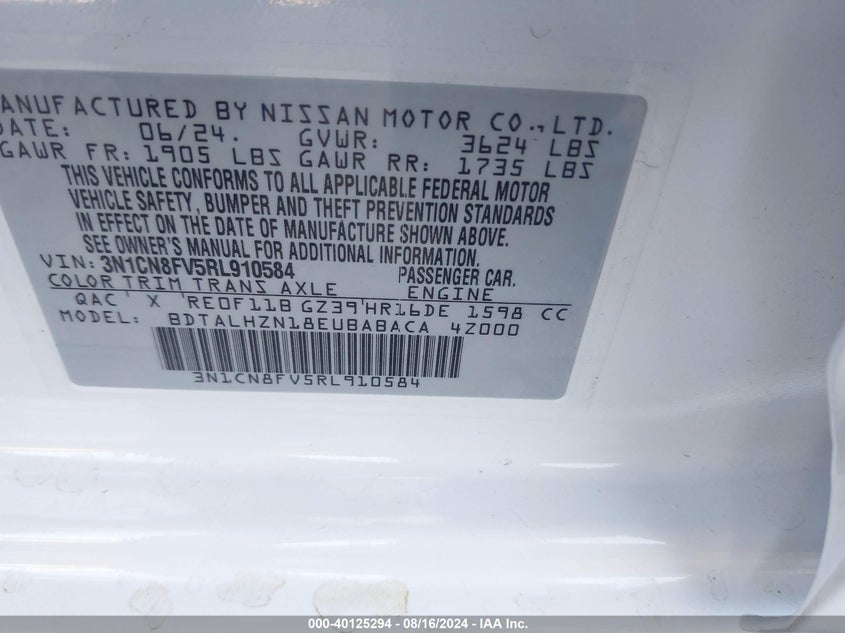 ANUFACTURED BY NISSAN MOTOR CO., LTD.
DATE: 06/24. GVWR: 3624 LBS
GAWR FR: 1905 LBS GAWR RR: 1735 LBS
THIS VEHICLE CONFORMS TO ALL APPLICABLE FEDERAL MOTOR
VEHICLE SAFETY, BUMPER AND THEFT PREVENTION STANDARDS
IN EFFECT ON THE DATE OF MANUFACTURE SHOWN ABOVE.
SEE OWNER'S MANUAL FOR ADDITIONAL INFORMATION.
VIN: 3N1CN8FV5RL910584 PASSENGER CAR.
COLOR TRIM TRANS AXLE ENGINE
QAC X RE0F11B GZ39 HR16DE 1598 CC
MODEL: BDTALHZN18EUBABACA 4Z000
3N1CN8FV5RL910584
000-40125294 - 08/16/2024 - IAA Inc.